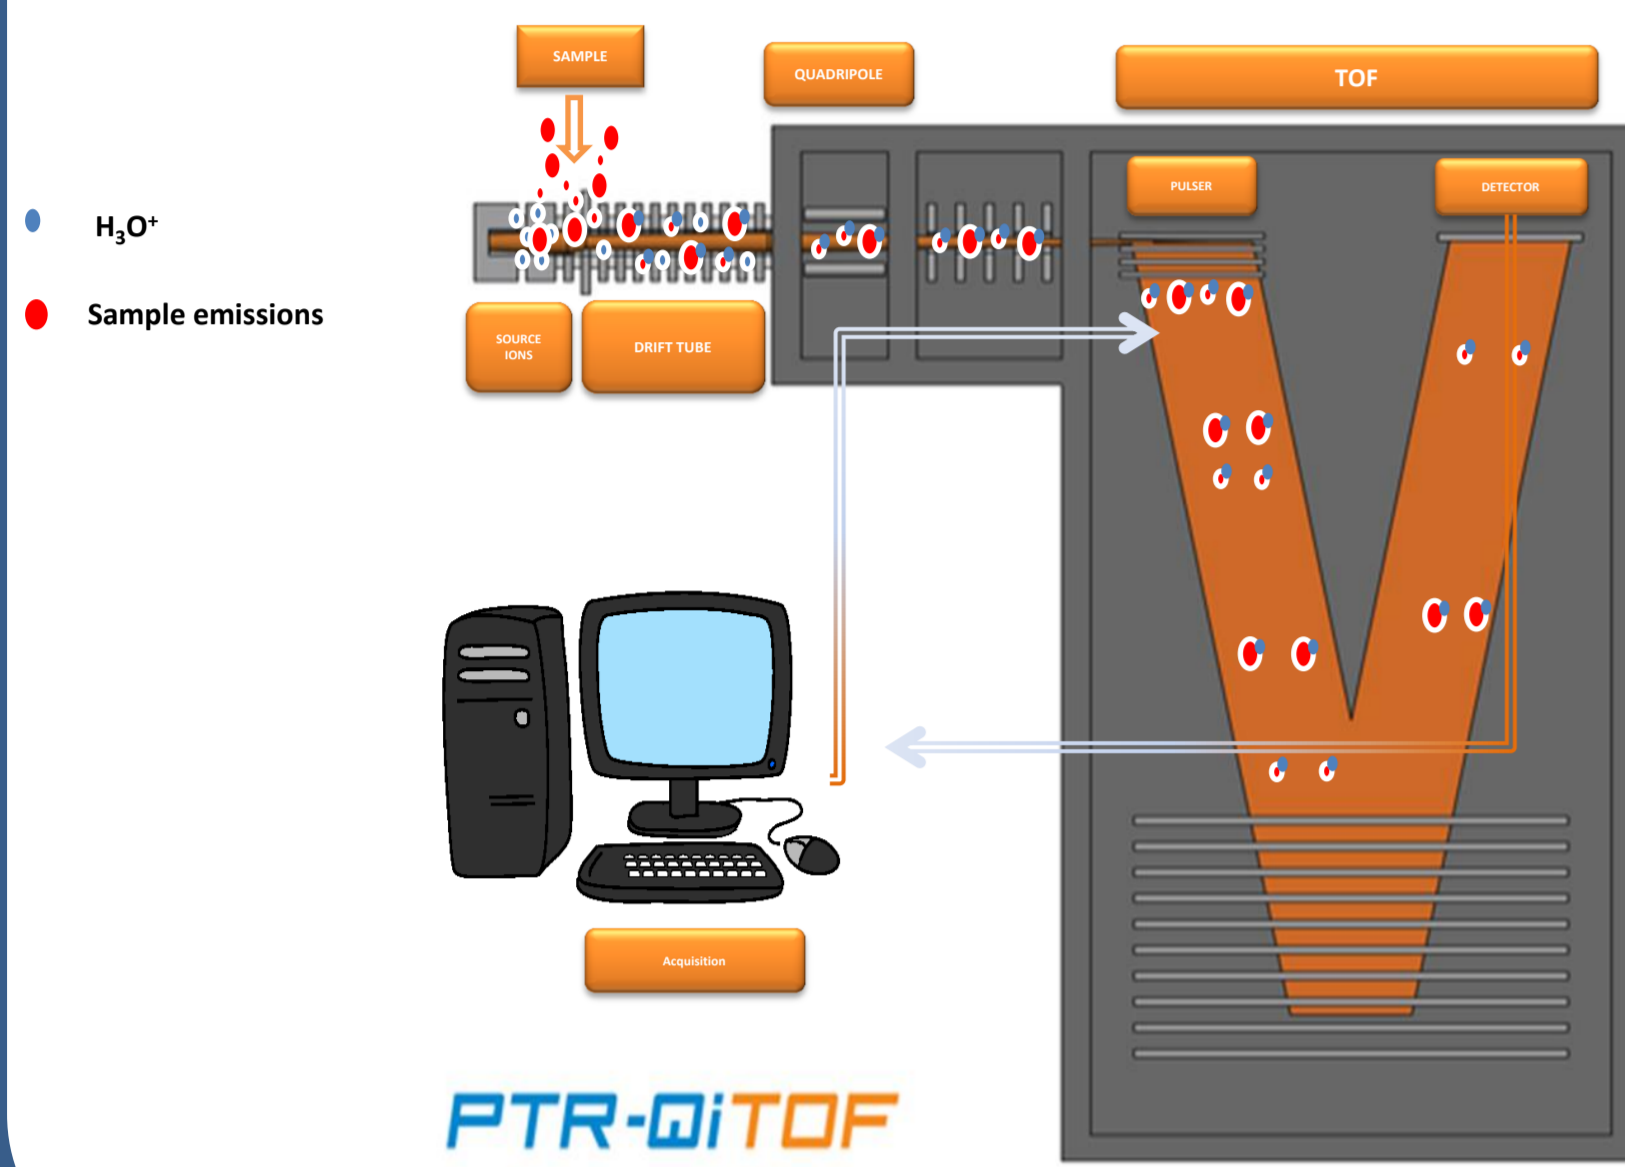 SAMPLE
QUADRIPOLE
TOF
PULSER
DETECTOR
H₃O⁺
Sample emissions
SOURCE
IONS
DRIFT TUBE
Acquisition
PTR-QiTOF